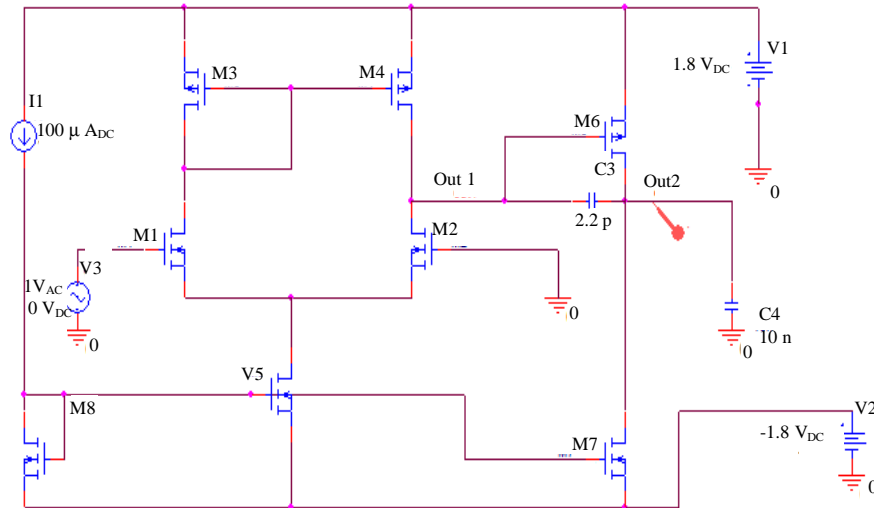 V1
1.8 V_DC
0
M3
M4
I1
100 µ A_DC
M6
C3
Out 1
Out2
2.2 p
M1
M2
V3
1V_AC
0 V_DC
0
0
C4
10 n
0
V5
M8
M7
V2
-1.8 V_DC
0